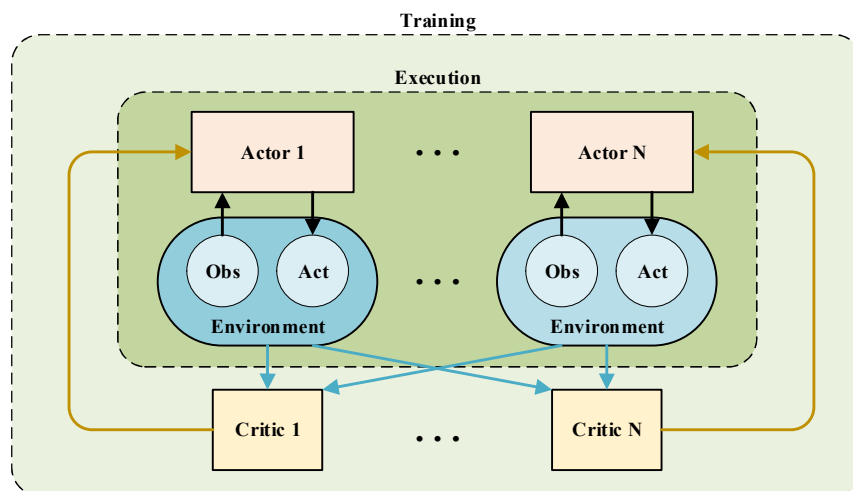 Training
Execution
Actor 1
...
Actor N
Obs
Act
...
Obs
Act
Environment
Environment
Critic 1
...
Critic N